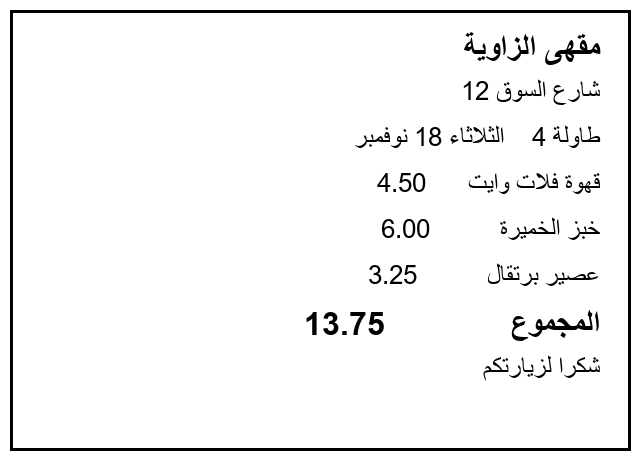 مقهى الزاوية
شارع السوق 12
طاولة 4 الثلاثاء 18 نوفمبر
قهوة فلات وايت 4.50
خبز الخميرة 6.00
عصير برتقال 3.25
المجموع 13.75
شكرا لزيارتكم